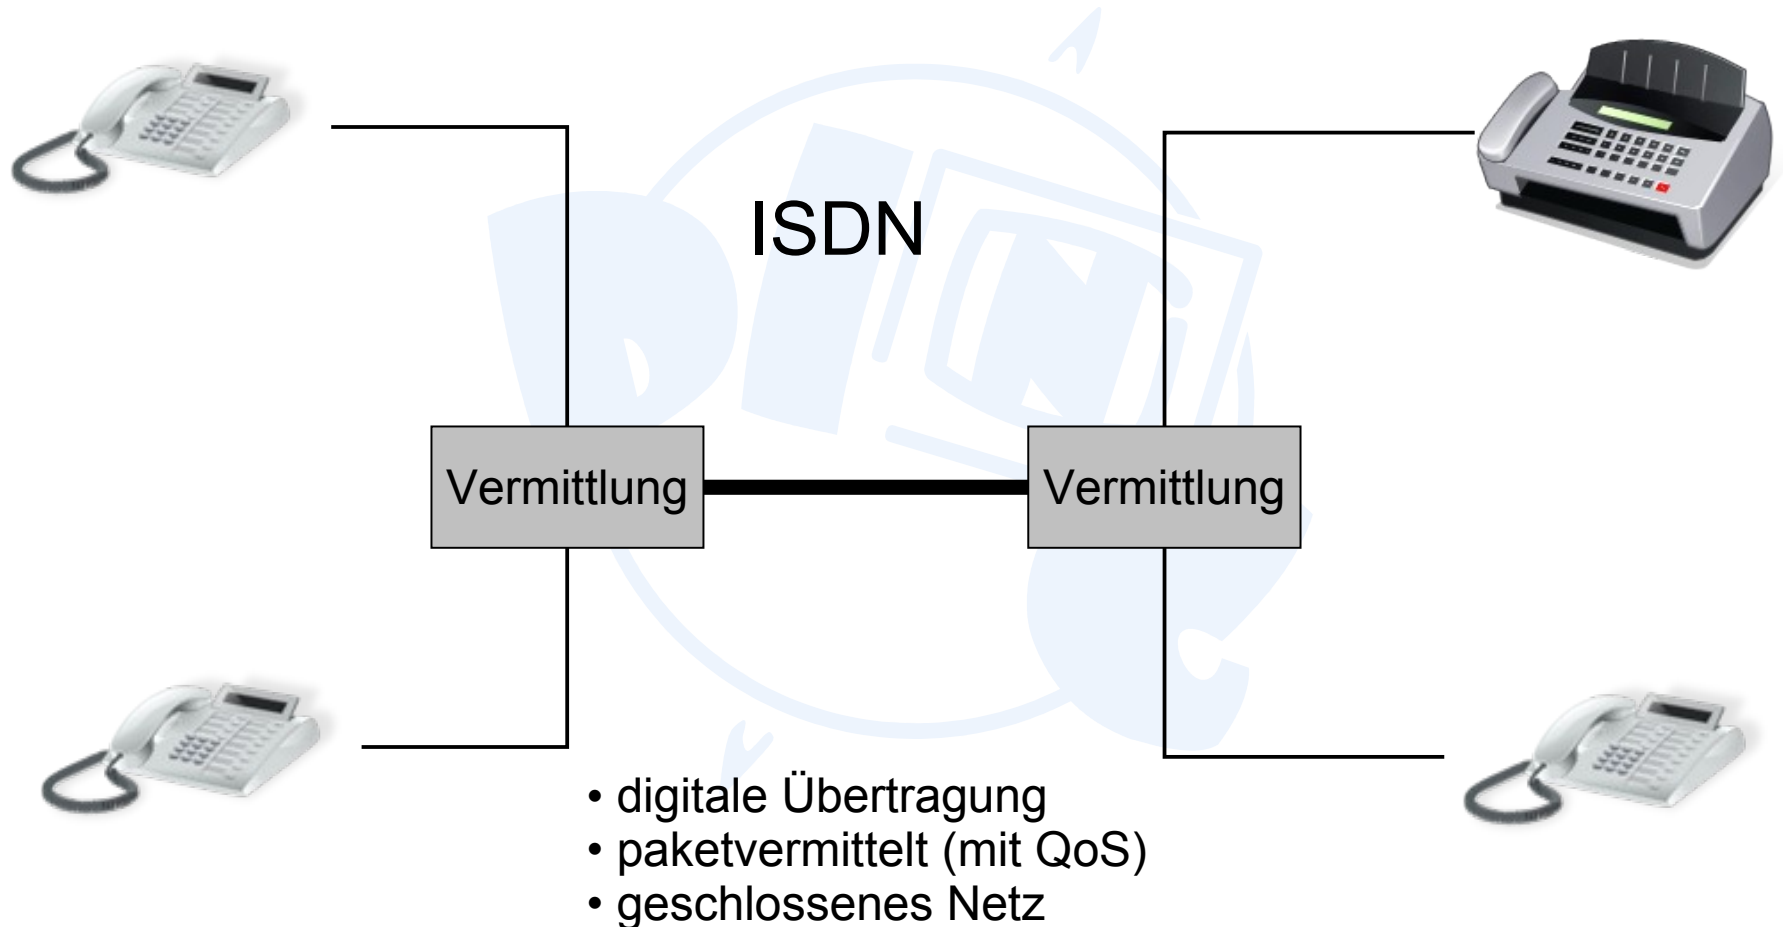 ISDN
Vermittlung
Vermittlung
• digitale Übertragung
• paketvermittelt (mit QoS)
• geschlossenes Netz